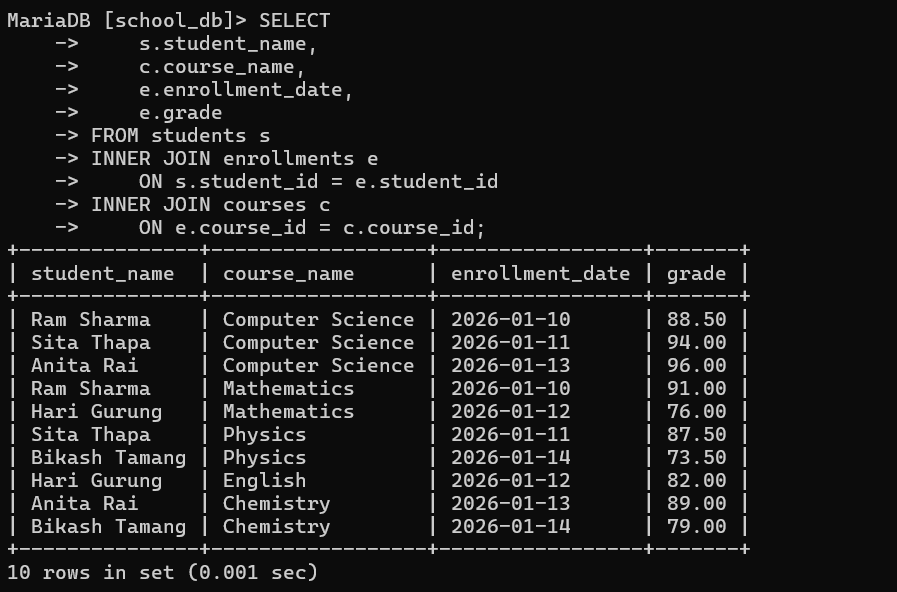 MariaDB [school_db]> SELECT
    ->     s.student_name,
    ->     c.course_name,
    ->     e.enrollment_date,
    ->     e.grade
    -> FROM students s
    -> INNER JOIN enrollments e
    ->     ON s.student_id = e.student_id
    -> INNER JOIN courses c
    ->     ON e.course_id = c.course_id;
+---------------+------------------+-----------------+-------+
| student_name  | course_name      | enrollment_date | grade |
+---------------+------------------+-----------------+-------+
| Ram Sharma    | Computer Science | 2026-01-10      | 88.50 |
| Sita Thapa    | Computer Science | 2026-01-11      | 94.00 |
| Anita Rai     | Computer Science | 2026-01-13      | 96.00 |
| Ram Sharma    | Mathematics      | 2026-01-10      | 91.00 |
| Hari Gurung   | Mathematics      | 2026-01-12      | 76.00 |
| Sita Thapa    | Physics          | 2026-01-11      | 87.50 |
| Bikash Tamang | Physics          | 2026-01-14      | 73.50 |
| Hari Gurung   | English          | 2026-01-12      | 82.00 |
| Anita Rai     | Chemistry        | 2026-01-13      | 89.00 |
| Bikash Tamang | Chemistry        | 2026-01-14      | 79.00 |
+---------------+------------------+-----------------+-------+
10 rows in set (0.001 sec)